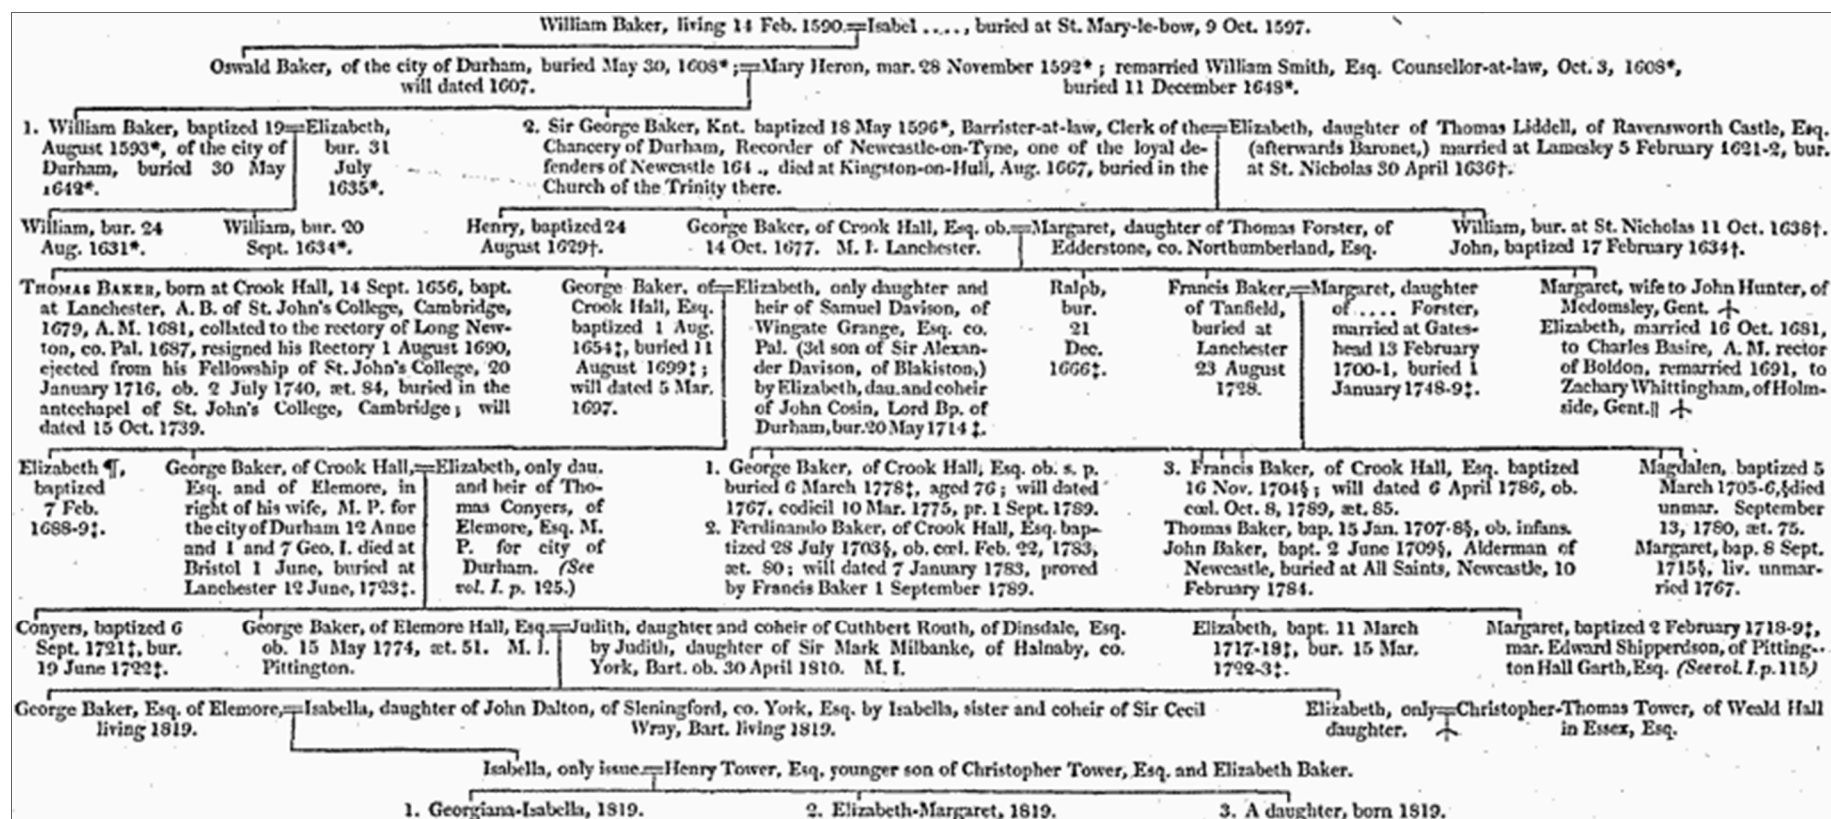 William Baker, living 14 Feb. 1590.=Isabel ...., buried at St. Mary-le-bow, 9 Oct. 1597.
Oswald Baker, of the city of Durham, buried May 30, 1608*;=Mary Heron, mar. 28 November 1592*; remarried William Smith, Esq. Counsellor-at-law, Oct. 3, 1608*,
will dated 1607.
buried 11 December 1648*.
1. William Baker, baptized 19=Elizabeth,
August 1593*, of the city of bur. 31
Durham, buried 30 May July
1642*. 1635*.
2. Sir George Baker, Knt. baptized 18 May 1596*, Barrister-at-law, Clerk of the=Elizabeth, daughter of Thomas Liddell, of Ravensworth Castle, Esq.
Chancery of Durham, Recorder of Newcastle-on-Tyne, one of the loyal de- (afterwards Baronet,) married at Lamesley 5 February 1621-2, bur.
fenders of Newcastle 164., died at Kingston-on-Hull, Aug. 1667, buried in the at St. Nicholas 30 April 1636†.
Church of the Trinity there.
William, bur. 24
Aug. 1631*.
William, bur. 20
Sept. 1634*.
Henry, baptized 24
August 1629†.
George Baker, of Crook Hall, Esq. ob.=Margaret, daughter of Thomas Forster, of
14 Oct. 1677. M. I. Lanchester. Edderstone, co. Northumberland, Esq.
William, bur. at St. Nicholas 11 Oct. 1638†.
John, baptized 17 February 1634†.
THOMAS BAKER, born at Crook Hall, 14 Sept. 1656, bapt.
at Lanchester, A. B. of St. John's College, Cambridge,
1679, A. M. 1681, collated to the rectory of Long New-
ton, co. Pal. 1687, resigned his Rectory 1 August 1690,
ejected from his Fellowship of St. John's College, 20
January 1716, ob. 2 July 1740, æt. 84, buried in the
antechapel of St. John's College, Cambridge; will
dated 15 Oct. 1739.
George Baker, of=
Crook Hall, Esq.
baptized 1 Aug.
1654‡, buried 11
August 1699‡;
will dated 5 Mar.
1697.
Elizabeth, only daughter and
heir of Samuel Davison, of
Wingate Grange, Esq. co.
Pal. (3d son of Sir Alexan-
der Davison, of Blakiston,)
by Elizabeth, dau. and coheir
of John Cosin, Lord Bp. of
Durham, bur. 20 May 1714‡.
Ralph,
bur.
21
Dec.
1666‡.
Francis Baker,=
of Tanfield,
buried at
Lanchester
23 August
1728.
Margaret, daughter
of .... Forster,
married at Gates-
head 13 February
1700-1, buried 1
January 1748-9‡.
Margaret, wife to John Hunter, of
Medomsley, Gent.
Elizabeth, married 16 Oct. 1681,
to Charles Basire, A. M. rector
of Boldon, remarried 1691, to
Zachary Whittingham, of Holm-
side, Gent.||
Elizabeth ¶,
baptized
7 Feb.
1688-9‡.
George Baker, of Crook Hall,=
Esq. and of Elemore, in
right of his wife, M. P. for
the city of Durham 12 Anne
and 1 and 7 Geo. I. died at
Bristol 1 June, buried at
Lanchester 12 June, 1723‡.
Elizabeth, only dau.
and heir of Tho-
mas Conyers, of
Elemore, Esq. M.
P. for city of
Durham. (See
vol. I. p. 125.)
1. George Baker, of Crook Hall, Esq. ob. s. p.
buried 6 March 1778‡, aged 76; will dated
1767, codicil 10 Mar. 1775, pr. 1 Sept. 1789.
2. Ferdinando Baker, of Crook Hall, Esq. bap-
tized 28 July 1703§, ob. cœl. Feb. 22, 1783,
æt. 80; will dated 7 January 1783, proved
by Francis Baker 1 September 1789.
3. Francis Baker, of Crook Hall, Esq. baptized
16 Nov. 1704§; will dated 6 April 1786, ob.
cœl. Oct. 8, 1789, æt. 85.
Thomas Baker, bap. 15 Jan. 1707-8§, ob. infans.
John Baker, bapt. 2 June 1709§, Alderman of
Newcastle, buried at All Saints, Newcastle, 10
February 1784.
Magdalen, baptized 5
March 1705-6,§died
unmar. September
13, 1780, æt. 75.
Margaret, bap. 8 Sept.
1715§, liv. unmar-
ried 1767.
Conyers, baptized 6
Sept. 1721‡, bur.
19 June 1722‡.
George Baker, of Elemore Hall, Esq.=Judith, daughter and coheir of Cuthbert Routh, of Dinsdale, Esq.
ob. 15 May 1774, æt. 51. M. I. by Judith, daughter of Sir Mark Milbanke, of Halnaby, co.
Pittington. York, Bart. ob. 30 April 1810. M. I.
Elizabeth, bapt. 11 March
1717-18‡, bur. 15 Mar.
1722-3‡.
Margaret, baptized 2 February 1718-9‡,
mar. Edward Shipperdson, of Pitting-
ton Hall Garth, Esq. (See vol. I. p. 115)
George Baker, Esq. of Elemore,=Isabella, daughter of John Dalton, of Sleningford, co. York, Esq. by Isabella, sister and coheir of Sir Cecil
living 1819. Wray, Bart. living 1819.
Elizabeth, only=Christopher-Thomas Tower, of Weald Hall
daughter. in Essex, Esq.
Isabella, only issue=Henry Tower, Esq. younger son of Christopher Tower, Esq. and Elizabeth Baker.
1. Georgiana-Isabella, 1819. 2. Elizabeth-Margaret, 1819. 3. A daughter, born 1819.